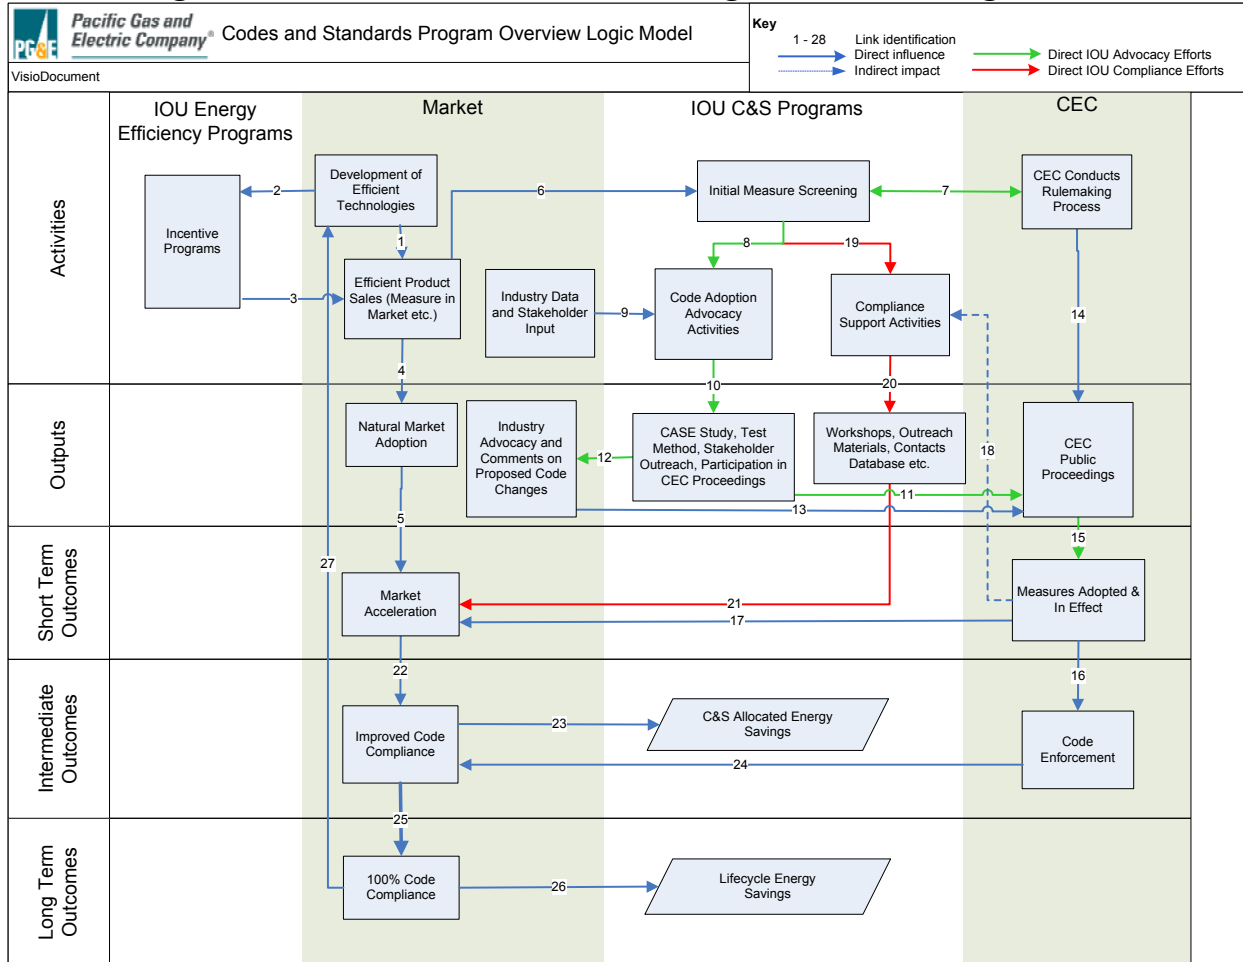 Pacific Gas and
Electric Company®
PG&E
Codes and Standards Program Overview Logic Model
VisioDocument
Key
1 - 28 Link identification
Direct influence
Indirect impact
Direct IOU Advocacy Efforts
Direct IOU Compliance Efforts
IOU Energy
Efficiency Programs
Market
IOU C&S Programs
CEC
Activities
Incentive
Programs
2
Development of
Efficient
Technologies
1
3
Efficient Product
Sales (Measure in
Market etc.)
6
Initial Measure Screening
7
CEC Conducts
Rulemaking
Process
8
19
Industry Data
and Stakeholder
Input
9
Code Adoption
Advocacy
Activities
Compliance
Support Activities
14
4
10
20
Outputs
Natural Market
Adoption
Industry
Advocacy and
Comments on
Proposed Code
Changes
12
CASE Study, Test
Method, Stakeholder
Outreach, Participation in
CEC Proceedings
Workshops, Outreach
Materials, Contacts
Database etc.
18
CEC
Public
Proceedings
11
13
5
15
27
Short Term
Outcomes
Market
Acceleration
21
17
Measures Adopted &
In Effect
22
16
Intermediate
Outcomes
Improved Code
Compliance
23
C&S Allocated Energy
Savings
24
Code
Enforcement
25
Long Term
Outcomes
100% Code
Compliance
26
Lifecycle Energy
Savings